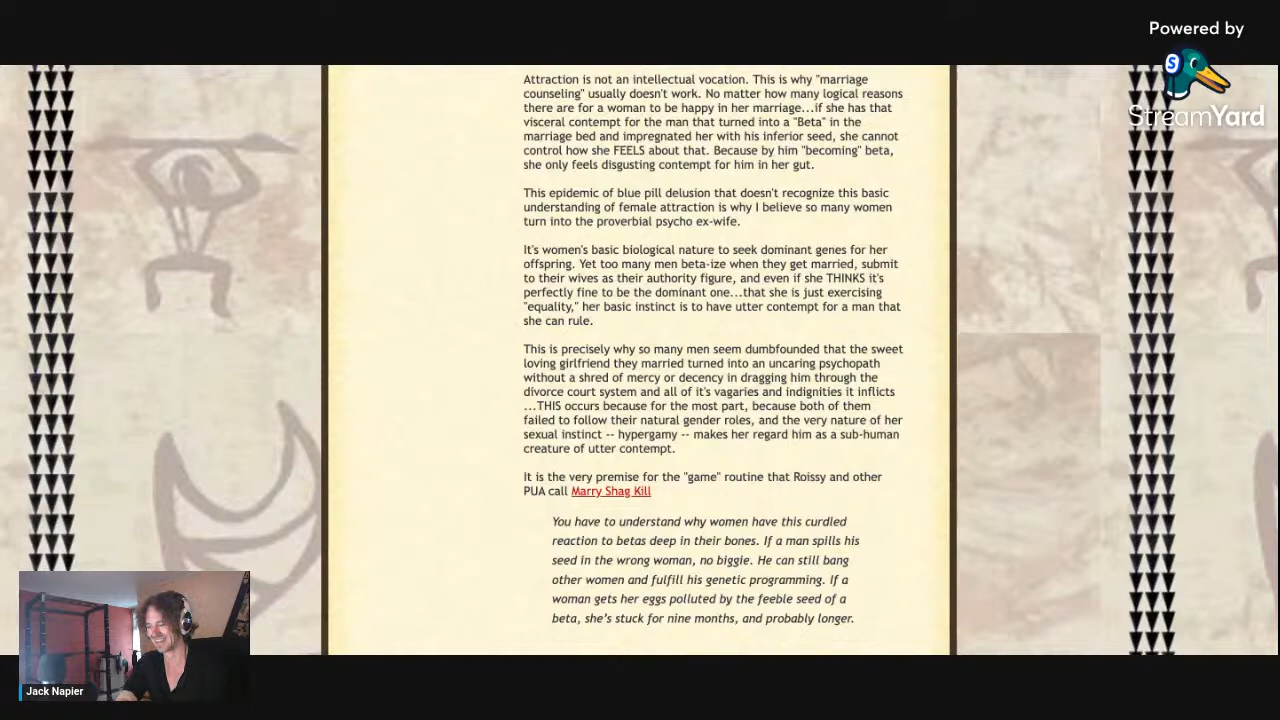 Powered by
StreamYard
Attraction is not an intellectual vocation. This is why "marriage
counseling" usually doesn't work. No matter how many logical reasons
there are for a woman to be happy in her marriage...if she has that
visceral contempt for the man that turned into a "Beta" in the
marriage bed and impregnated her with his inferior seed, she cannot
control how she FEELS about that. Because by him "becoming" beta,
she only feels disgusting contempt for him in her gut.
This epidemic of blue pill delusion that doesn't recognize this basic
understanding of female attraction is why I believe so many women
turn into the proverbial psycho ex-wife.
It's women's basic biological nature to seek dominant genes for her
offspring. Yet too many men beta-ize when they get married, submit
to their wives as their authority figure, and even if she THINKS it's
perfectly fine to be the dominant one...that she is just exercising
"equality," her basic instinct is to have utter contempt for a man that
she can rule.
This is precisely why so many men seem dumbfounded that the sweet
loving girlfriend they married turned into an uncaring psychopath
without a shred of mercy or decency in dragging him through the
divorce court system and all of it's vagaries and indignities it inflicts
...THIS occurs because for the most part, because both of them
failed to follow their natural gender roles, and the very nature of her
sexual instinct -- hypergamy -- makes her regard him as a sub-human
creature of utter contempt.
It is the very premise for the "game" routine that Roissy and other
PUA call Marry Shag Kill
You have to understand why women have this curdled
reaction to betas deep in their bones. If a man spills his
seed in the wrong woman, no biggie. He can still bang
other women and fulfill his genetic programming. If a
woman gets her eggs polluted by the feeble seed of a
beta, she's stuck for nine months, and probably longer.
Jack Napier